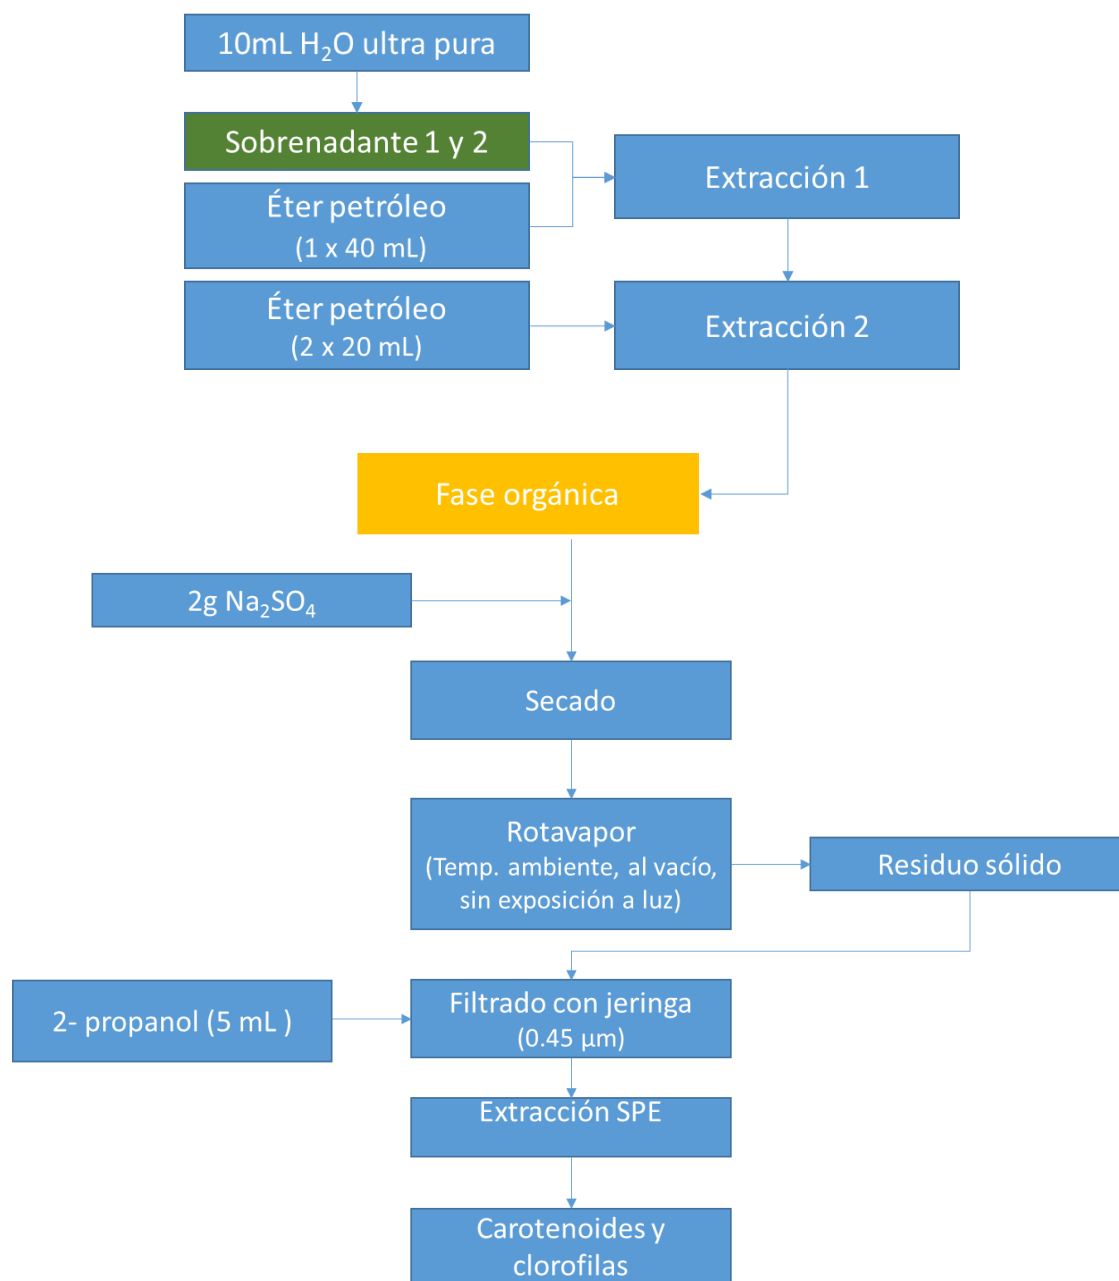 10mL H₂O ultra pura
Sobrenadante 1 y 2
Éter petróleo
(1 x 40 mL)
Extracción 1
Éter petróleo
(2 x 20 mL)
Extracción 2
Fase orgánica
2g Na₂SO₄
Secado
Rotavapor
(Temp. ambiente, al vacío,
sin exposición a luz)
Residuo sólido
2- propanol (5 mL )
Filtrado con jeringa
(0.45 μm)
Extracción SPE
Carotenoides y
clorofilas